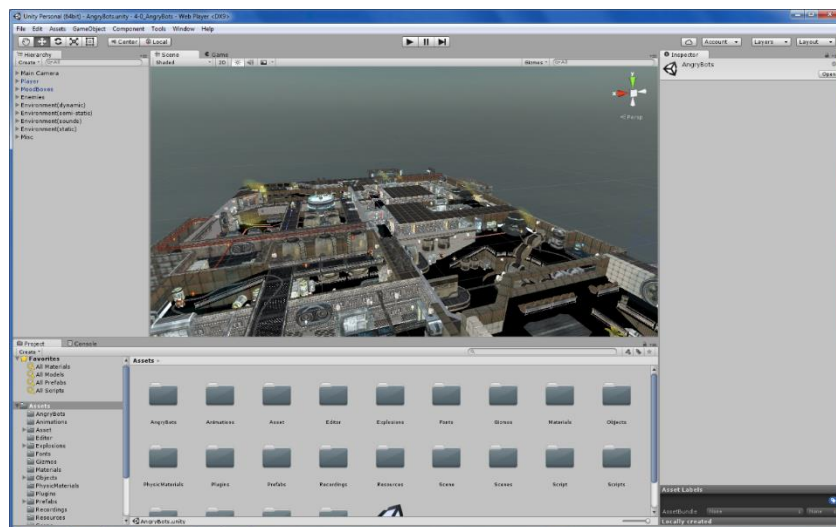 Unity Personal (64bit) - AngryBots.unity - 4-0_AngryBots - Web Player <DX9>
File Edit Assets GameObject Component Tools Window Help
Center Local Account Layers Layout
Hierarchy
Create All
Main Camera
Player
MoodBoxes
Enemies
Environment(dynamic)
Environment(semi-static)
Environment(sounds)
Environment(static)
Misc
Scene Game
Shaded 2D Gizmos All
y
x
Persp
Inspector
AngryBots
Open
Project Console
Create
Favorites
All Materials
All Models
All Prefabs
All Scripts
Assets
AngryBots
Animations
Asset
Editor
Explosions
Fonts
Gizmos
Materials
Objects
PhysicMaterials
Plugins
Prefabs
Recordings
Resources
Assets
AngryBots Animations Asset Editor Explosions Fonts Gizmos Materials Objects
PhysicMaterials Plugins Prefabs Recordings Resources Scene Scenes Script Scripts
AngryBots.unity
Asset Labels
AssetBundle None None
Locally created